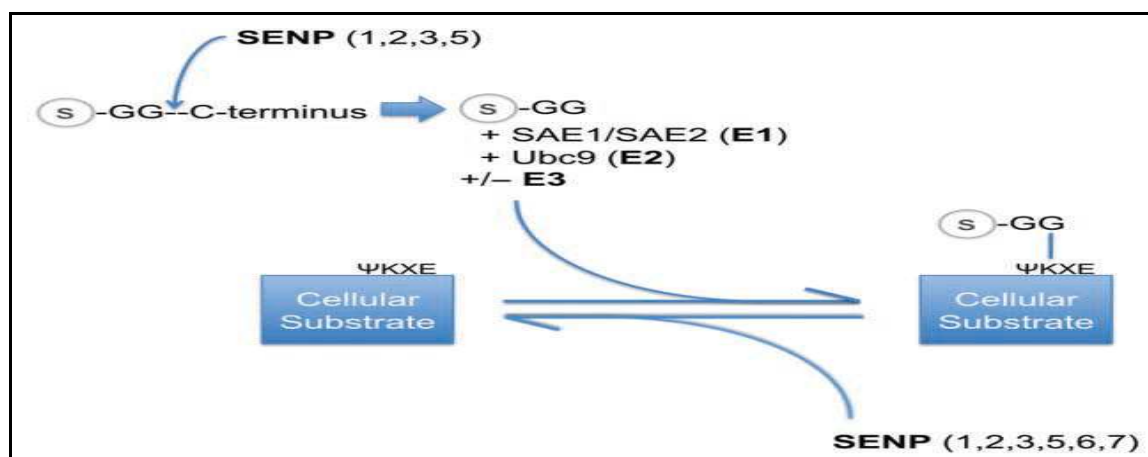 SENP (1,2,3,5)
S-GG--C-terminus
S-GG
+ SAE1/SAE2 (E1)
+ Ubc9 (E2)
+/– E3
S-GG
ΨKXE
ΨKXE
Cellular
Substrate
Cellular
Substrate
SENP (1,2,3,5,6,7)